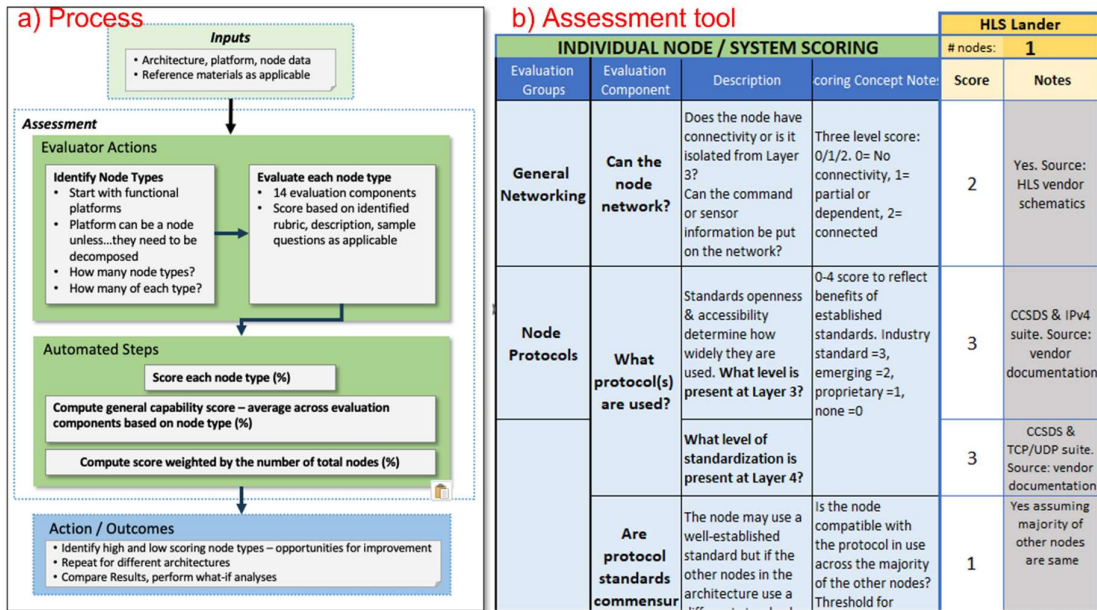 a) Process
Inputs
• Architecture, platform, node data
• Reference materials as applicable
Assessment
Evaluator Actions
Identify Node Types
• Start with functional
platforms
• Platform can be a node
unless...they need to be
decomposed
• How many node types?
• How many of each type?
Evaluate each node type
• 14 evaluation components
• Score based on identified
rubric, description, sample
questions as applicable
Automated Steps
Score each node type (%)
Compute general capability score – average across evaluation
components based on node type (%)
Compute score weighted by the number of total nodes (%)
Action / Outcomes
• Identify high and low scoring node types – opportunities for improvement
• Repeat for different architectures
• Compare Results, perform what-if analyses
b) Assessment tool
HLS Lander
INDIVIDUAL NODE / SYSTEM SCORING
# nodes:
1
Evaluation
Groups
Evaluation
Component
Description
coring Concept Notes
Score
Notes
General
Networking
Can the
node
network?
Does the node have
connectivity or is it
isolated from Layer
3?
Can the command
or sensor
information be put
on the network?
Three level score:
0/1/2. 0= No
connectivity, 1=
partial or
dependent, 2=
connected
2
Yes. Source:
HLS vendor
schematics
Node
Protocols
What
protocol(s)
are used?
Standards openness
& accessibility
determine how
widely they are
used. What level is
present at Layer 3?
0-4 score to reflect
benefits of
established
standards. Industry
standard =3,
emerging =2,
proprietary =1,
none =0
3
CCSDS & IPv4
suite. Source:
vendor
documentation
What level of
standardization is
present at Layer 4?
3
CCSDS &
TCP/UDP suite.
Source: vendor
documentation
Are
protocol
standards
commensur
The node may use a
well-established
standard but if the
other nodes in the
architecture use a
Is the node
compatible with
the protocol in use
across the majority
of the other nodes?
Threshold for
1
Yes assuming
majority of
other nodes
are same